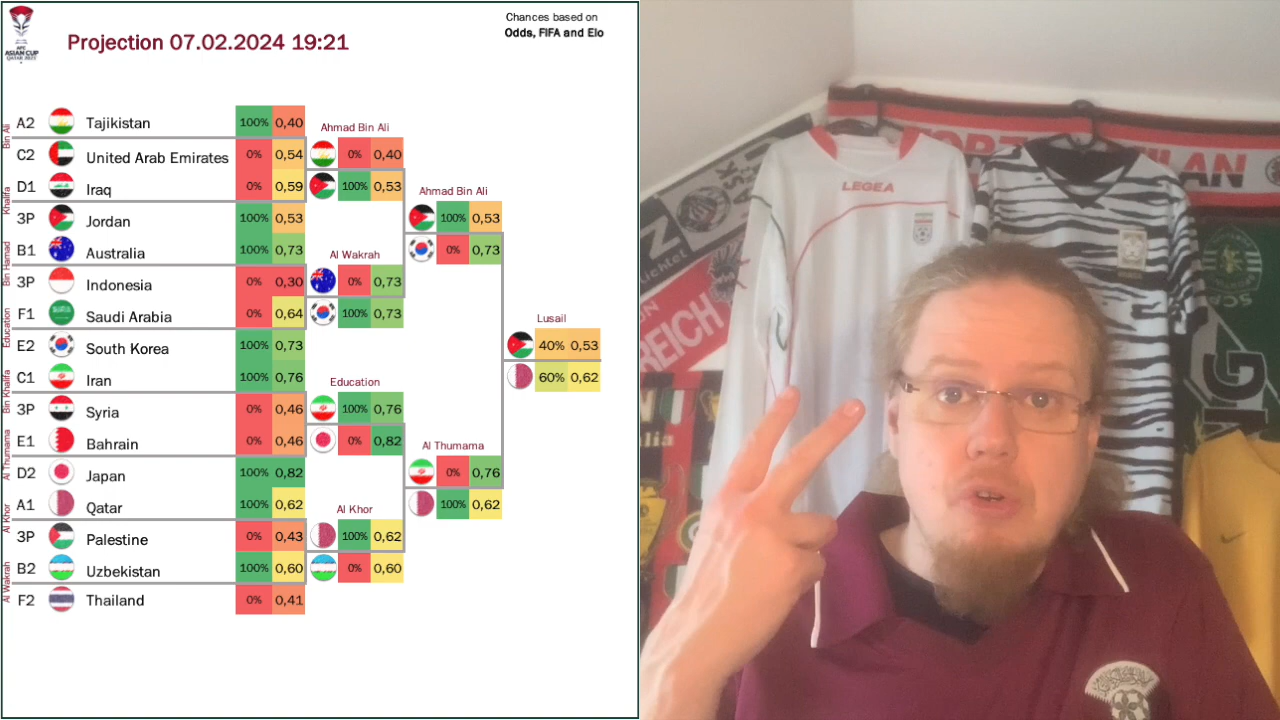 AFC
ASIAN CUP
QATAR 2023
Projection 07.02.2024 19:21
Chances based on
Odds, FIFA and Elo
Bin Ali
Khalifa
Bin Hamad
Education
Bin Khalifa
Al Thumama
Al Khor
Al Wakrah
A2 Tajikistan 100% 0,40
C2 United Arab Emirates 0% 0,54
D1 Iraq 0% 0,59
3P Jordan 100% 0,53
B1 Australia 100% 0,73
3P Indonesia 0% 0,30
F1 Saudi Arabia 0% 0,64
E2 South Korea 100% 0,73
C1 Iran 100% 0,76
3P Syria 0% 0,46
E1 Bahrain 0% 0,46
D2 Japan 100% 0,82
A1 Qatar 100% 0,62
3P Palestine 0% 0,43
B2 Uzbekistan 100% 0,60
F2 Thailand 0% 0,41
Ahmad Bin Ali
0% 0,40
100% 0,53
Al Wakrah
0% 0,73
100% 0,73
Education
100% 0,76
0% 0,82
Al Khor
100% 0,62
0% 0,60
Ahmad Bin Ali
100% 0,53
0% 0,73
Al Thumama
0% 0,76
100% 0,62
Lusail
40% 0,53
60% 0,62
LEGEA
REICH
ILAN
SCP